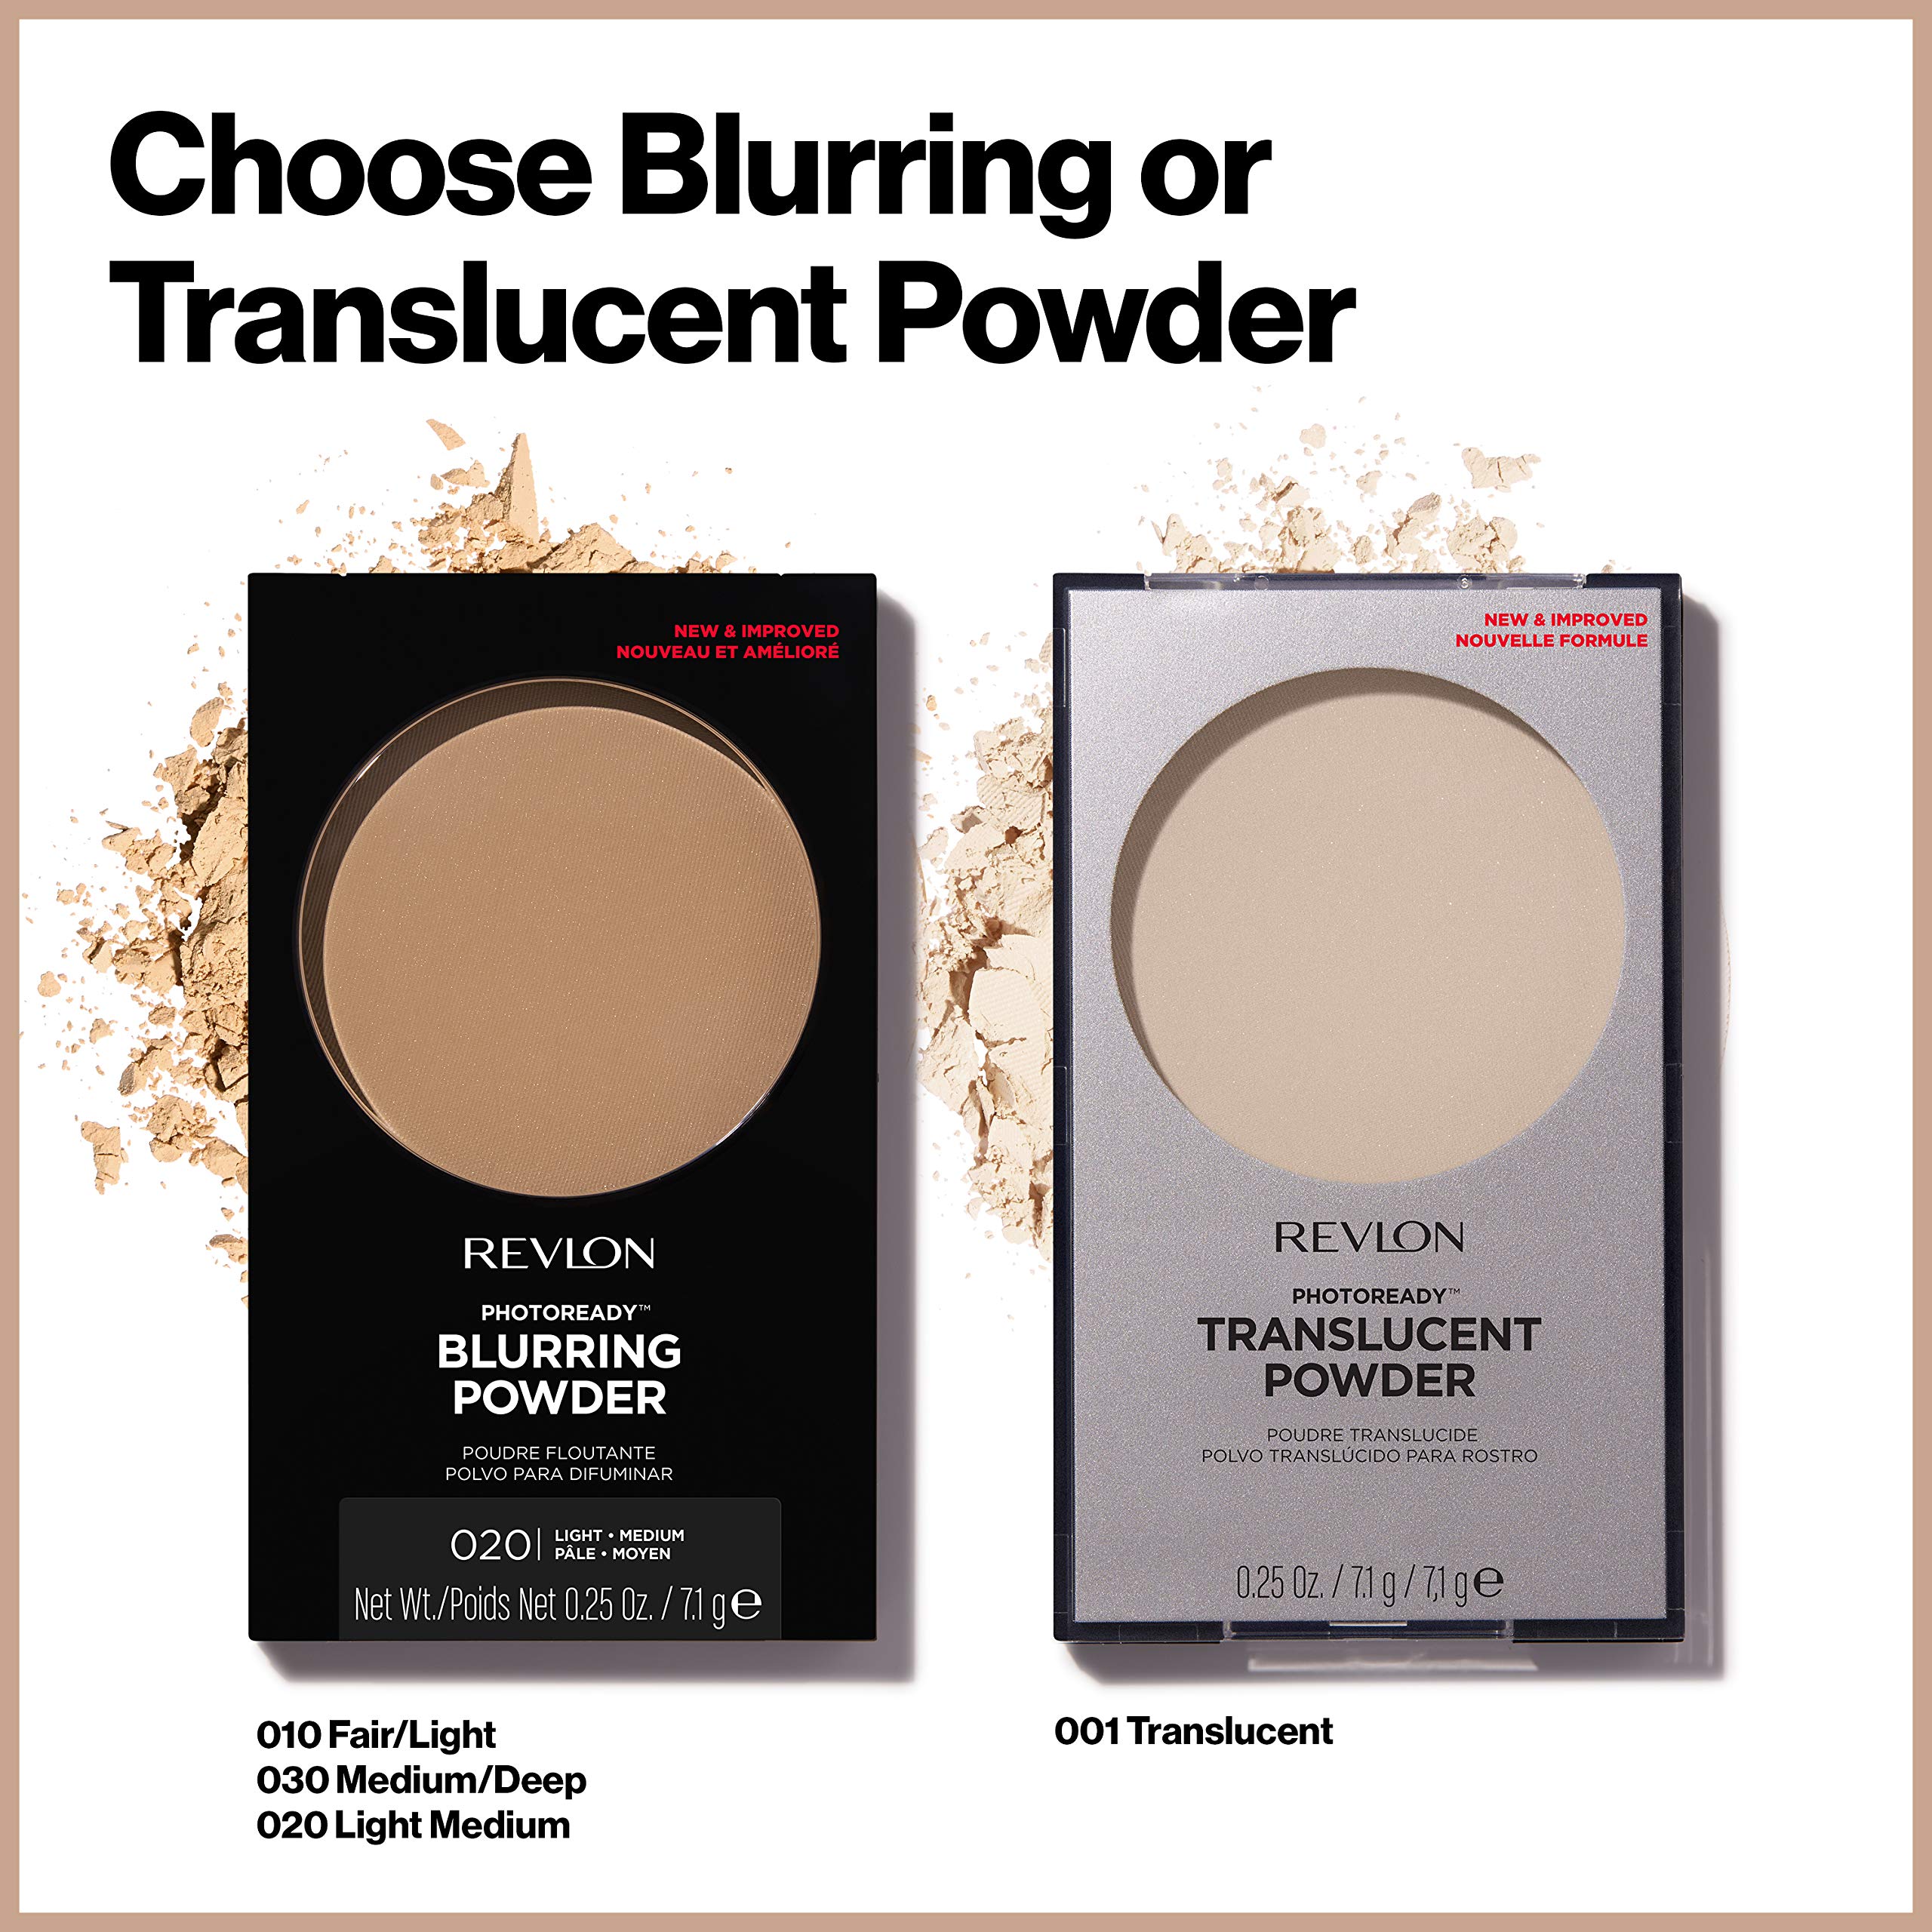 Choose Blurring or
Translucent Powder
NEW & IMPROVED
NOUVEAU ET AMÉLIORÉ
REVLON
PHOTOREADY™
BLURRING
POWDER
POUDRE FLOUTANTE
POLVO PARA DIFUMINAR
020 | LIGHT • MEDIUM
PÂLE • MOYEN
Net Wt./Poids Net 0.25 Oz. / 7.1 g ℮
010 Fair/Light
030 Medium/Deep
020 Light Medium
NEW & IMPROVED
NOUVELLE FORMULE
REVLON
PHOTOREADY™
TRANSLUCENT
POWDER
POUDRE TRANSLUCIDE
POLVO TRANSLÚCIDO PARA ROSTRO
0.25 Oz. / 7.1 g / 7,1 g ℮
001 Translucent